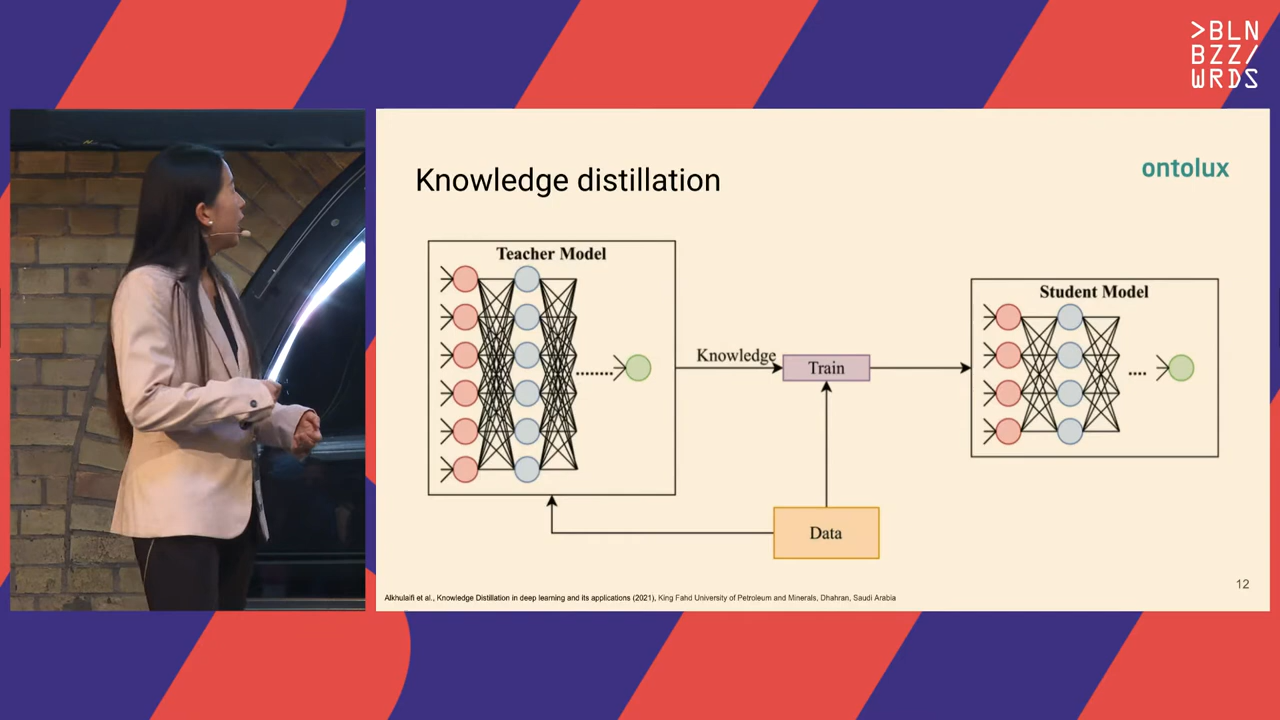 >BLN
BZZ/
WRDS
Knowledge distillation
ontolux
Teacher Model
Student Model
Knowledge
Train
Data
12
Alkhulaifi et al., Knowledge Distillation in deep learning and its applications (2021), King Fahd University of Petroleum and Minerals, Dhahran, Saudi Arabia